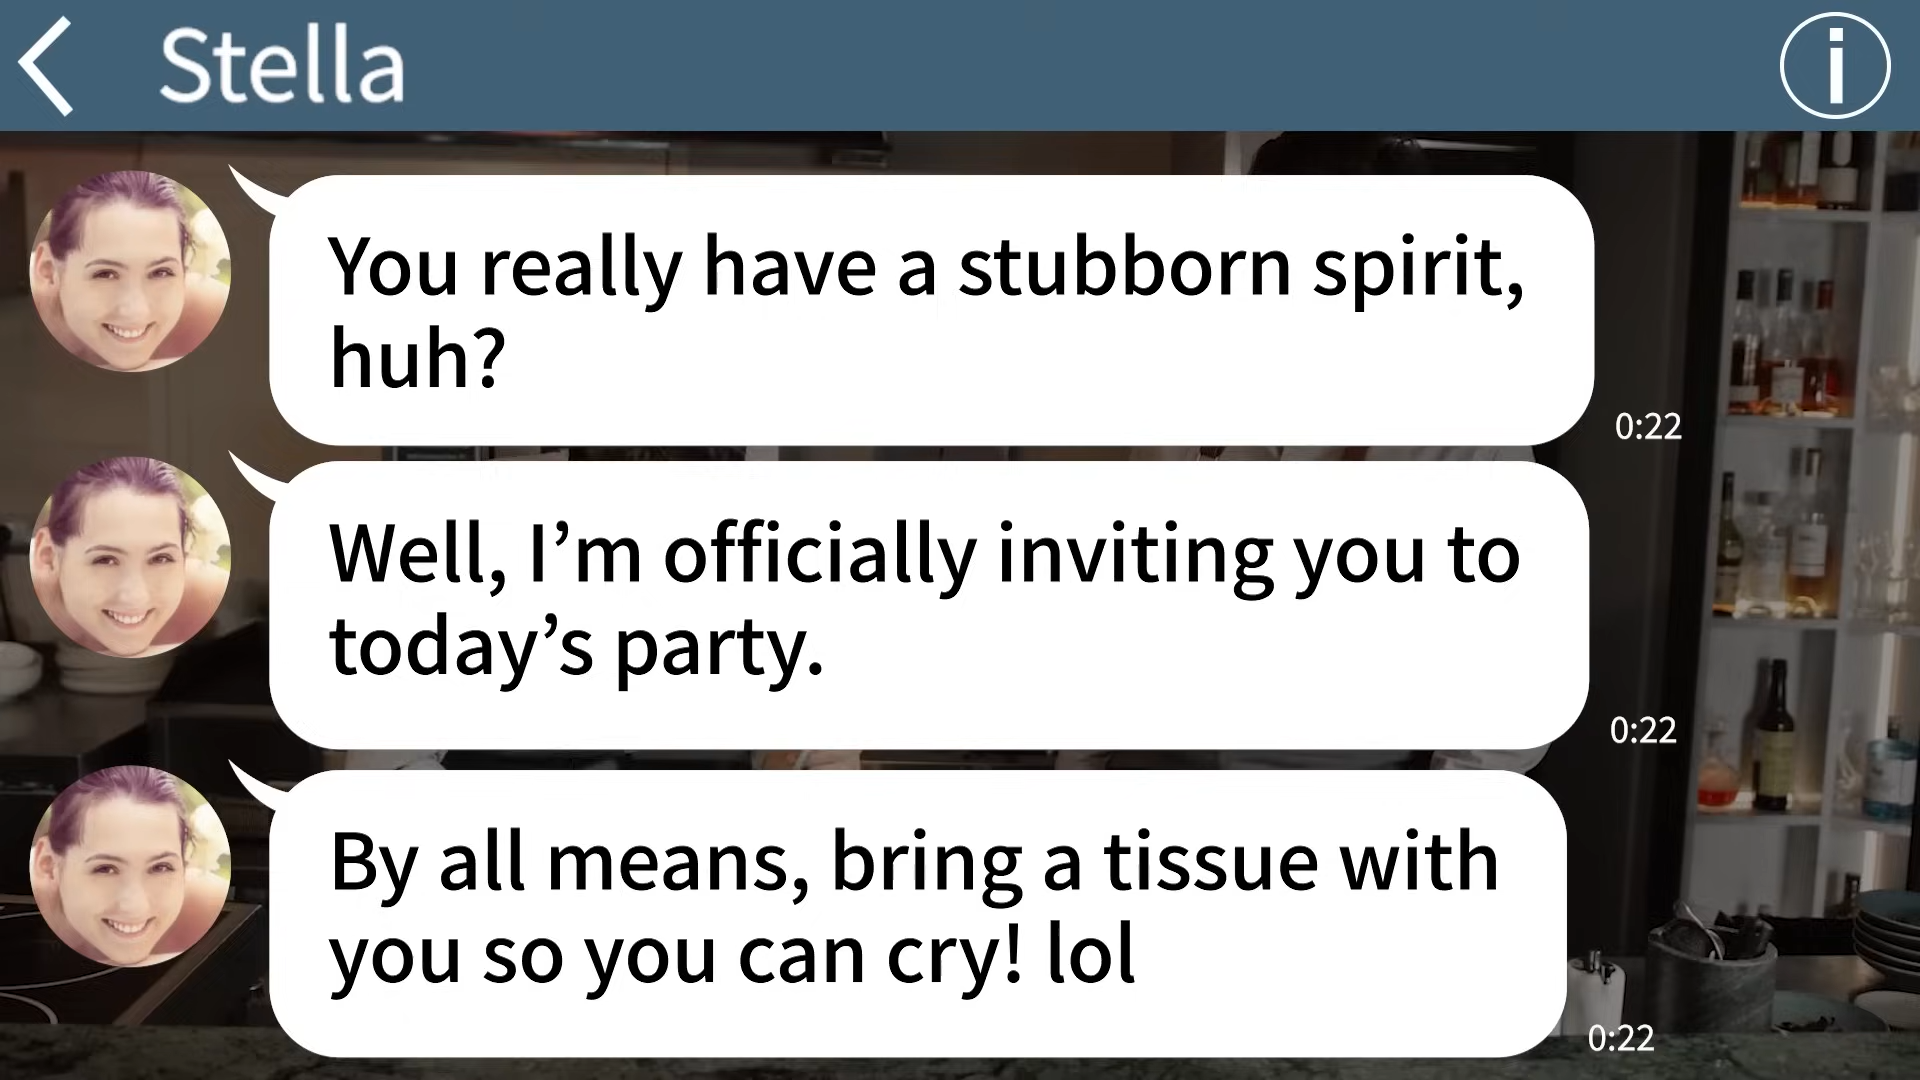 Stella
You really have a stubborn spirit,
huh?
0:22
Well, I’m officially inviting you to
today’s party.
0:22
By all means, bring a tissue with
you so you can cry! lol
0:22